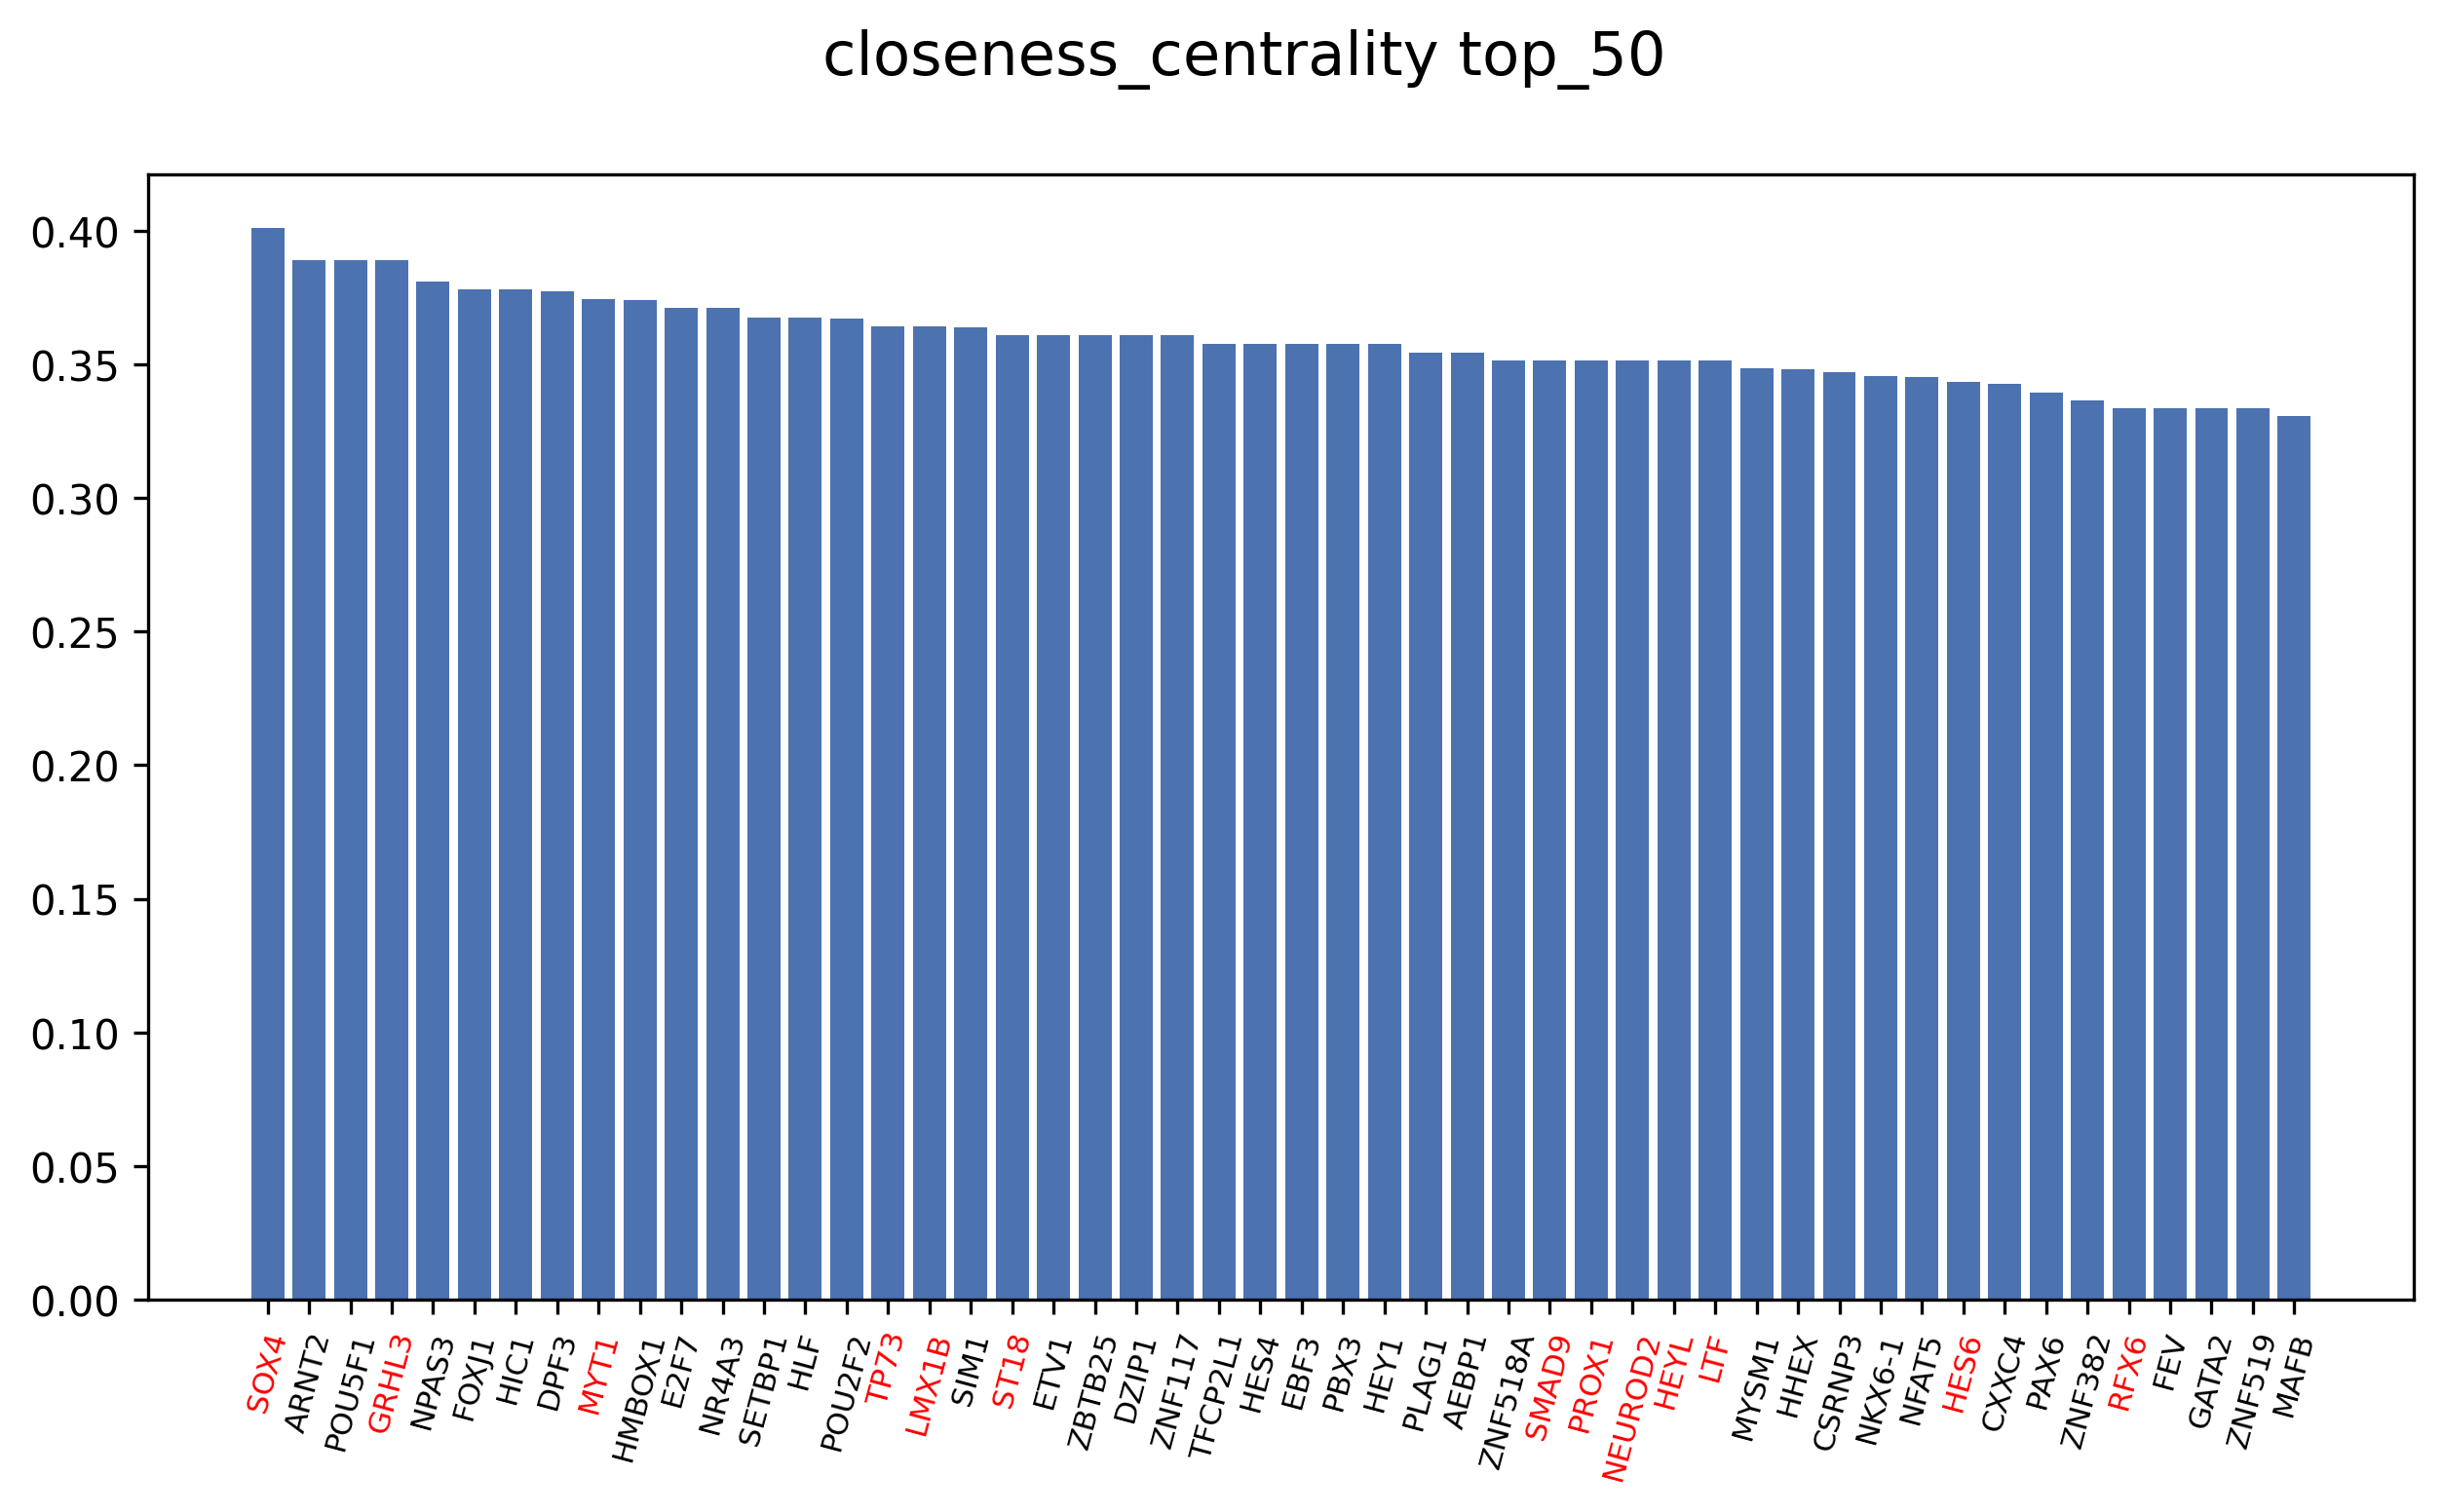 closeness_centrality top_50
0.40
0.35
0.30
0.25
0.20
0.15
0.10
0.05
0.00
SOX4
ARNT2
POU5F1
GRHL3
NPAS3
FOXJ1
HIC1
DPF3
MYT1
HMBOX1
E2F7
NR4A3
SETBP1
HLF
POU2F2
TP73
LMX1B
SIM1
ST18
ETV1
ZBTB25
DZIP1
ZNF117
TFCP2L1
HES4
EBF3
PBX3
HEY1
PLAG1
AEBP1
ZNF518A
SMAD9
PROX1
NEUROD2
HEYL
LTF
MYSM1
HHEX
CSRNP3
NKX6-1
NFAT5
HES6
CXXC4
PAX6
ZNF382
RFX6
FEV
GATA2
ZNF519
MAFB